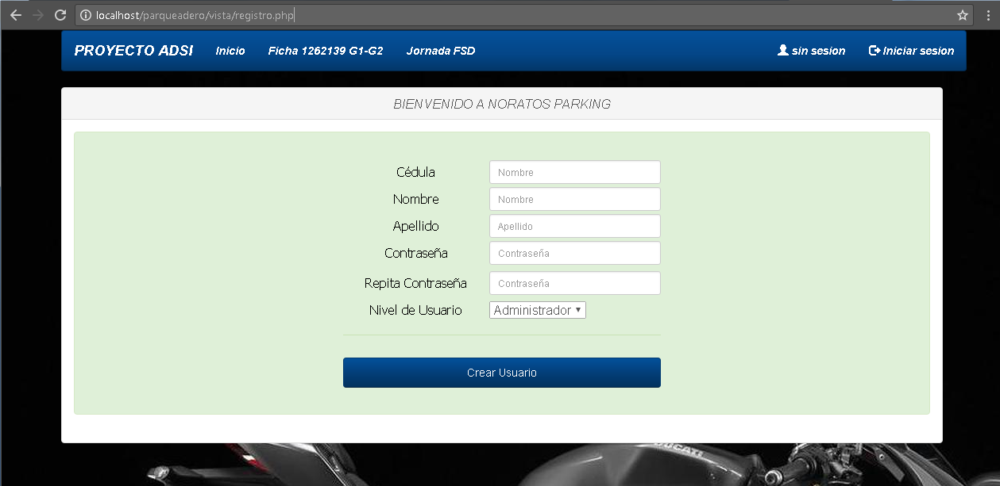 localhost/parqueadero/vista/registro.php
PROYECTO ADSI Inicio Ficha 1262139 G1-G2 Jornada FSD sin sesion Iniciar sesion
BIENVENIDO A NORATOS PARKING
Cédula Nombre
Nombre Nombre
Apellido Apellido
Contraseña Contraseña
Repita Contraseña Contraseña
Nivel de Usuario Administrador
Crear Usuario
DUCATI